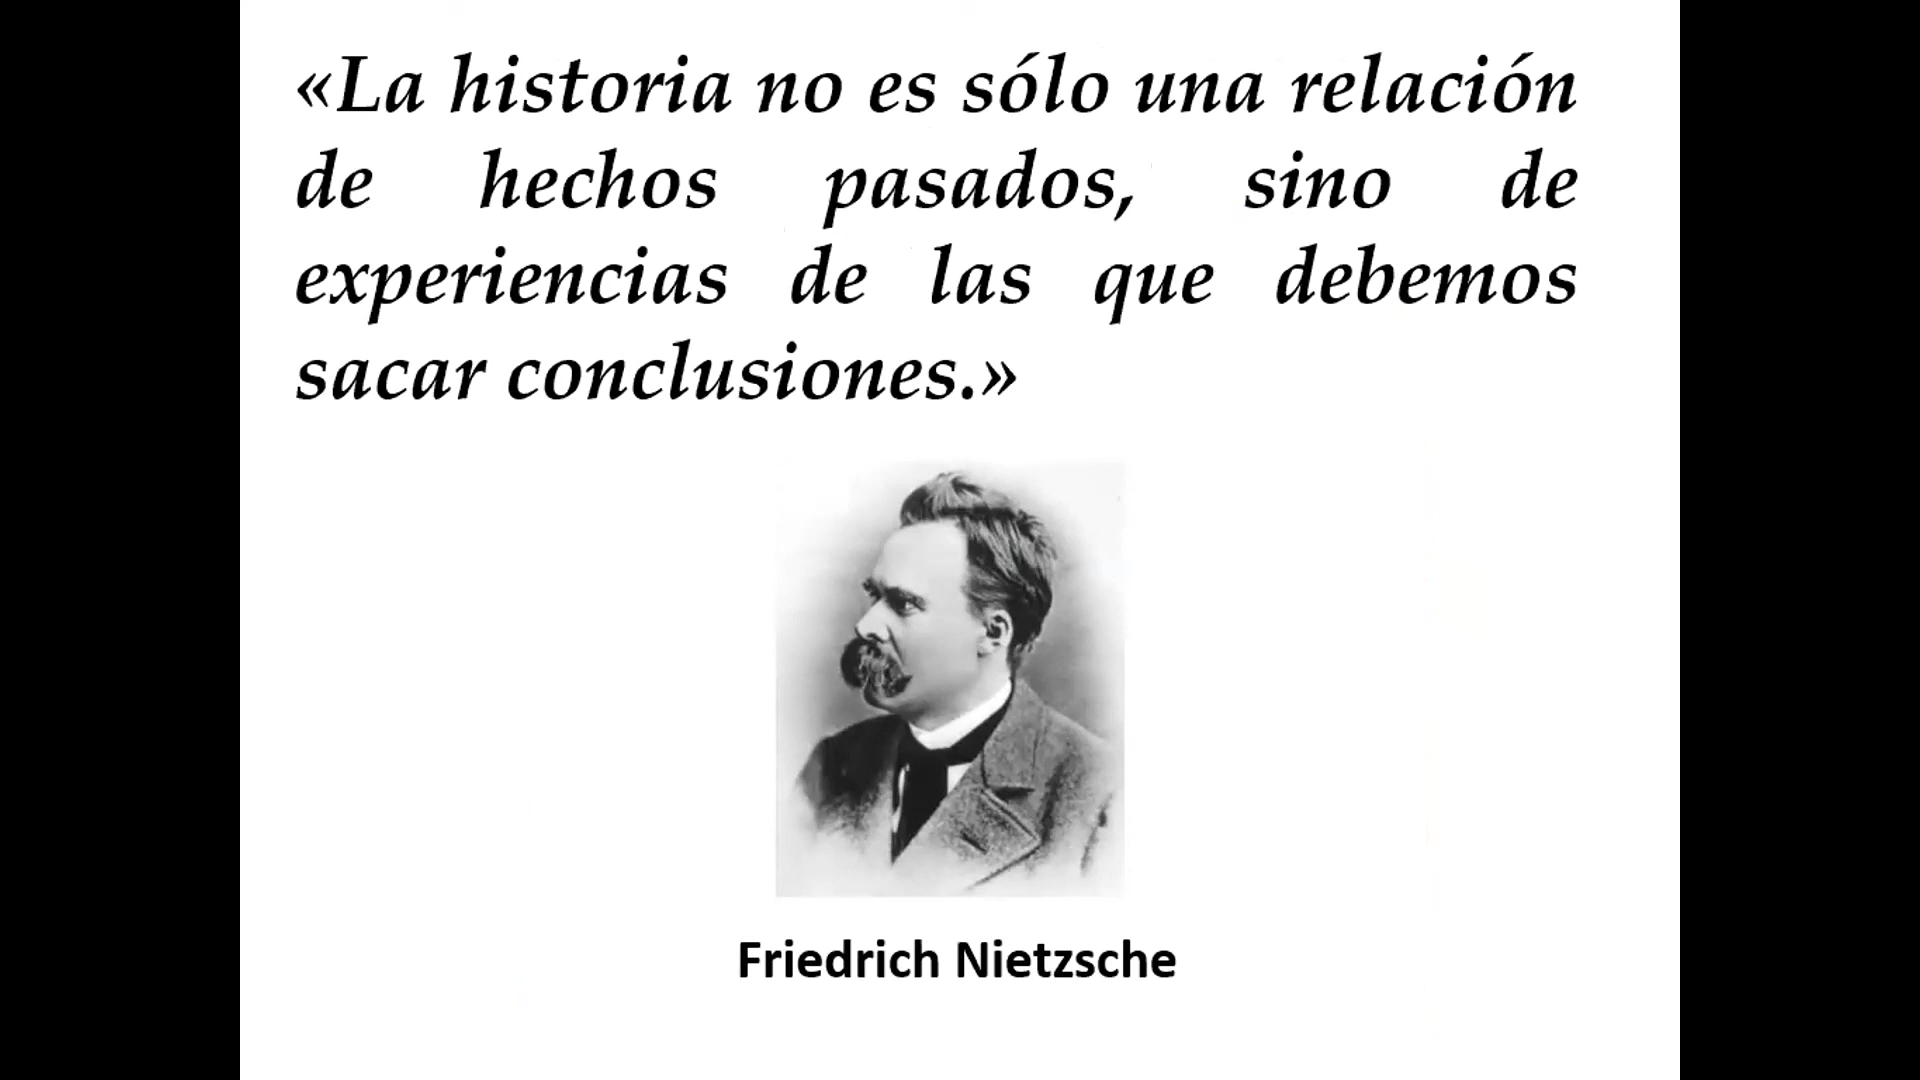 «La historia no es sólo una relación
de hechos pasados, sino de
experiencias de las que debemos
sacar conclusiones.»
Friedrich Nietzsche